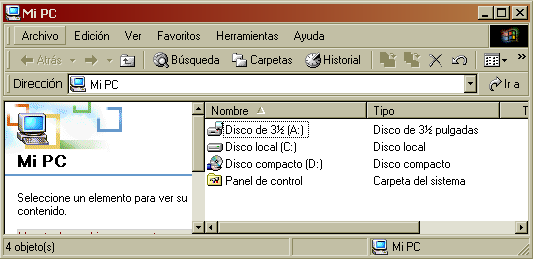 Mi PC
Archivo Edición Ver Favoritos Herramientas Ayuda
Atrás Búsqueda Carpetas Historial »
Dirección Mi PC Ir a
Nombre Tipo T
Disco de 3½ (A:) Disco de 3½ pulgadas
Disco local (C:) Disco local
Disco compacto (D:) Disco compacto
Panel de control Carpeta del sistema
Mi PC
Seleccione un elemento para ver su
contenido.
4 objeto(s) Mi PC